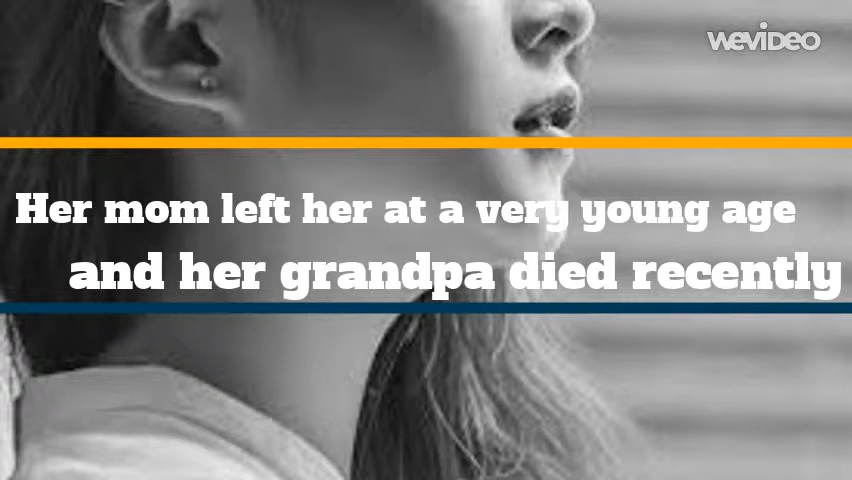 WEVIDEO
Her mom left her at a very young age
and her grandpa died recently